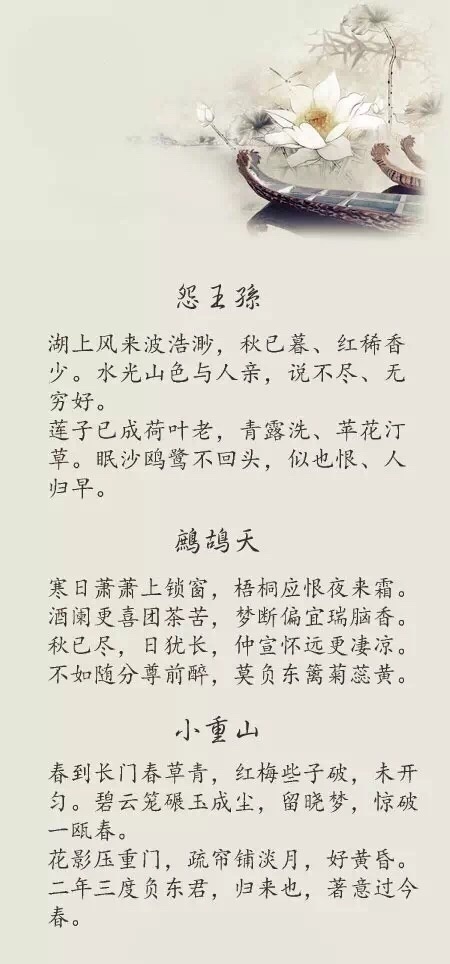 怨王孫
湖上风来波浩渺，秋已暮、红稀香
少。水光山色与人亲，说不尽、无
穷好。
莲子已成荷叶老，青露洗、苹花汀
草。眠沙鸥鹭不回头，似也恨、人
归早。
鹧鸪天
寒日萧萧上锁窗，梧桐应恨夜来霜。
酒阑更喜团茶苦，梦断偏宜瑞脑香。
秋已尽，日犹长，仲宣怀远更凄凉。
不如随分尊前醉，莫负东篱菊蕊黄。
小重山
春到长门春草青，红梅些子破，未开
匀。碧云笼碾玉成尘，留晓梦，惊破
一瓯春。
花影压重门，疏帘铺淡月，好黄昏。
二年三度负东君，归来也，著意过今
春。